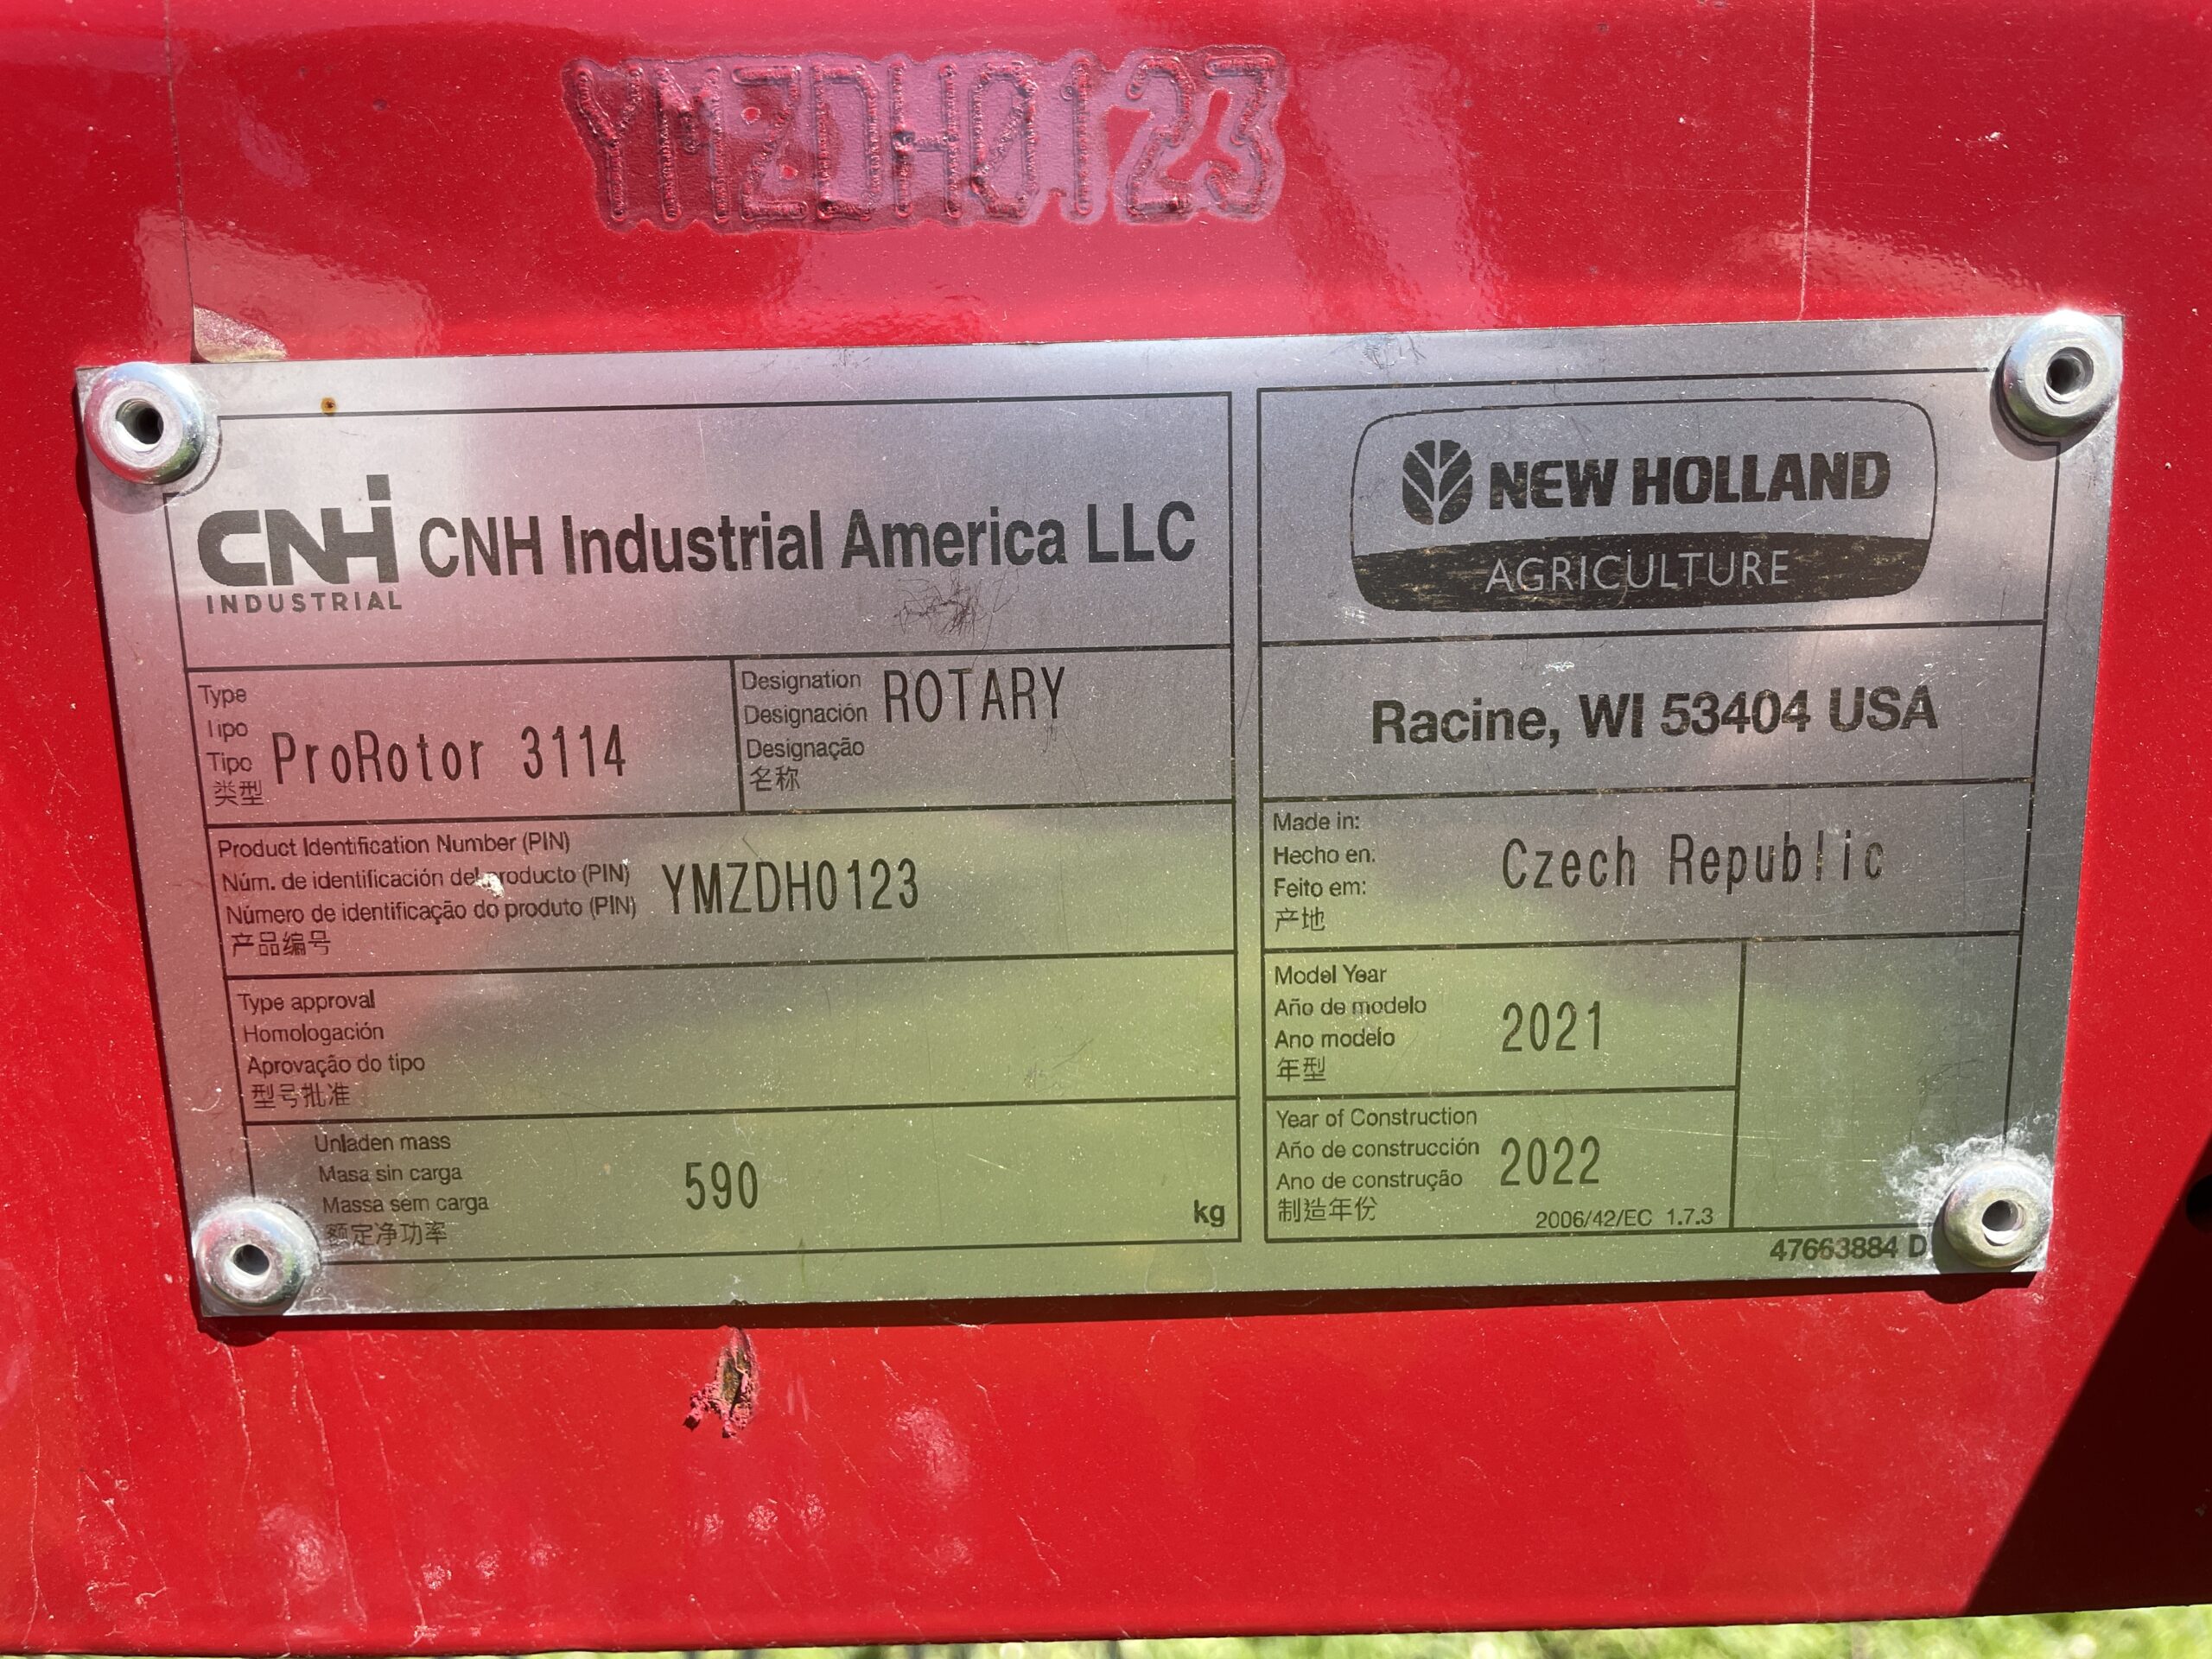 YMZDH0123
CNH
INDUSTRIAL
CNH Industrial America LLC
Type
Tipo
Tipo
类型
ProRotor 3114
Designation
Designación
Designação
名称
ROTARY
Product Identification Number (PIN)
Núm. de identificación del producto (PIN)
Número de identificação do produto (PIN)
产品编号
YMZDH0123
Type approval
Homologación
Aprovação do tipo
型号批准
Unladen mass
Masa sin carga
Massa sem carga
额定净功率
590
kg
NEW HOLLAND
AGRICULTURE
Racine, WI 53404 USA
Made in:
Hecho en.
Feito em:
产地
Czech Republic
Model Year
Año de modelo
Ano modelo
年型
2021
Year of Construction
Año de construcción
Ano de construção
制造年份
2022
2006/42/EC 1.7.3
47663884 D